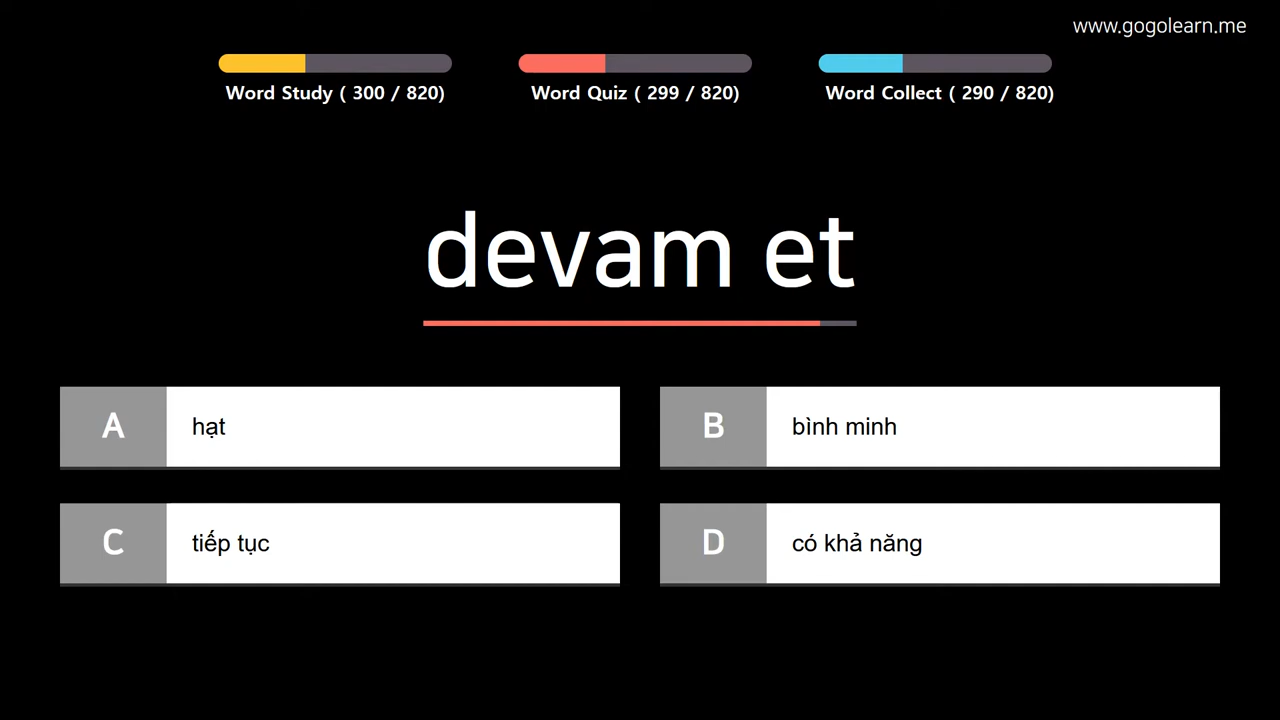 www.gogolearn.me
Word Study ( 300 / 820)
Word Quiz ( 299 / 820)
Word Collect ( 290 / 820)
devam et
A hạt
B bình minh
C tiếp tục
D có khả năng